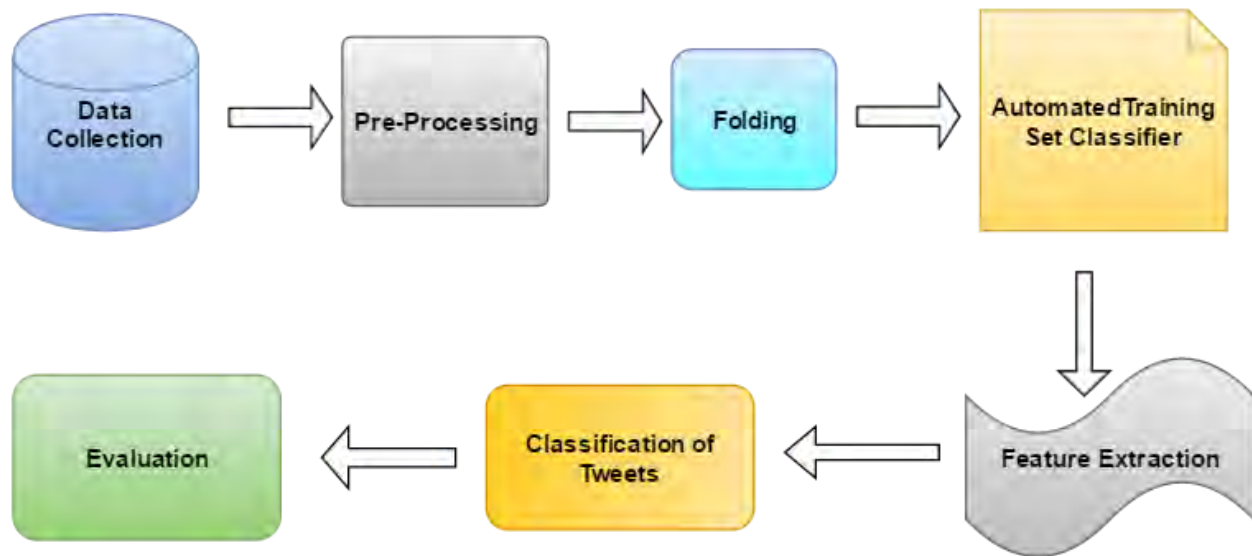 Data
Collection
Pre-Processing
Folding
AutomatedTraining
Set Classifier
Feature Extraction
Classification of
Tweets
Evaluation